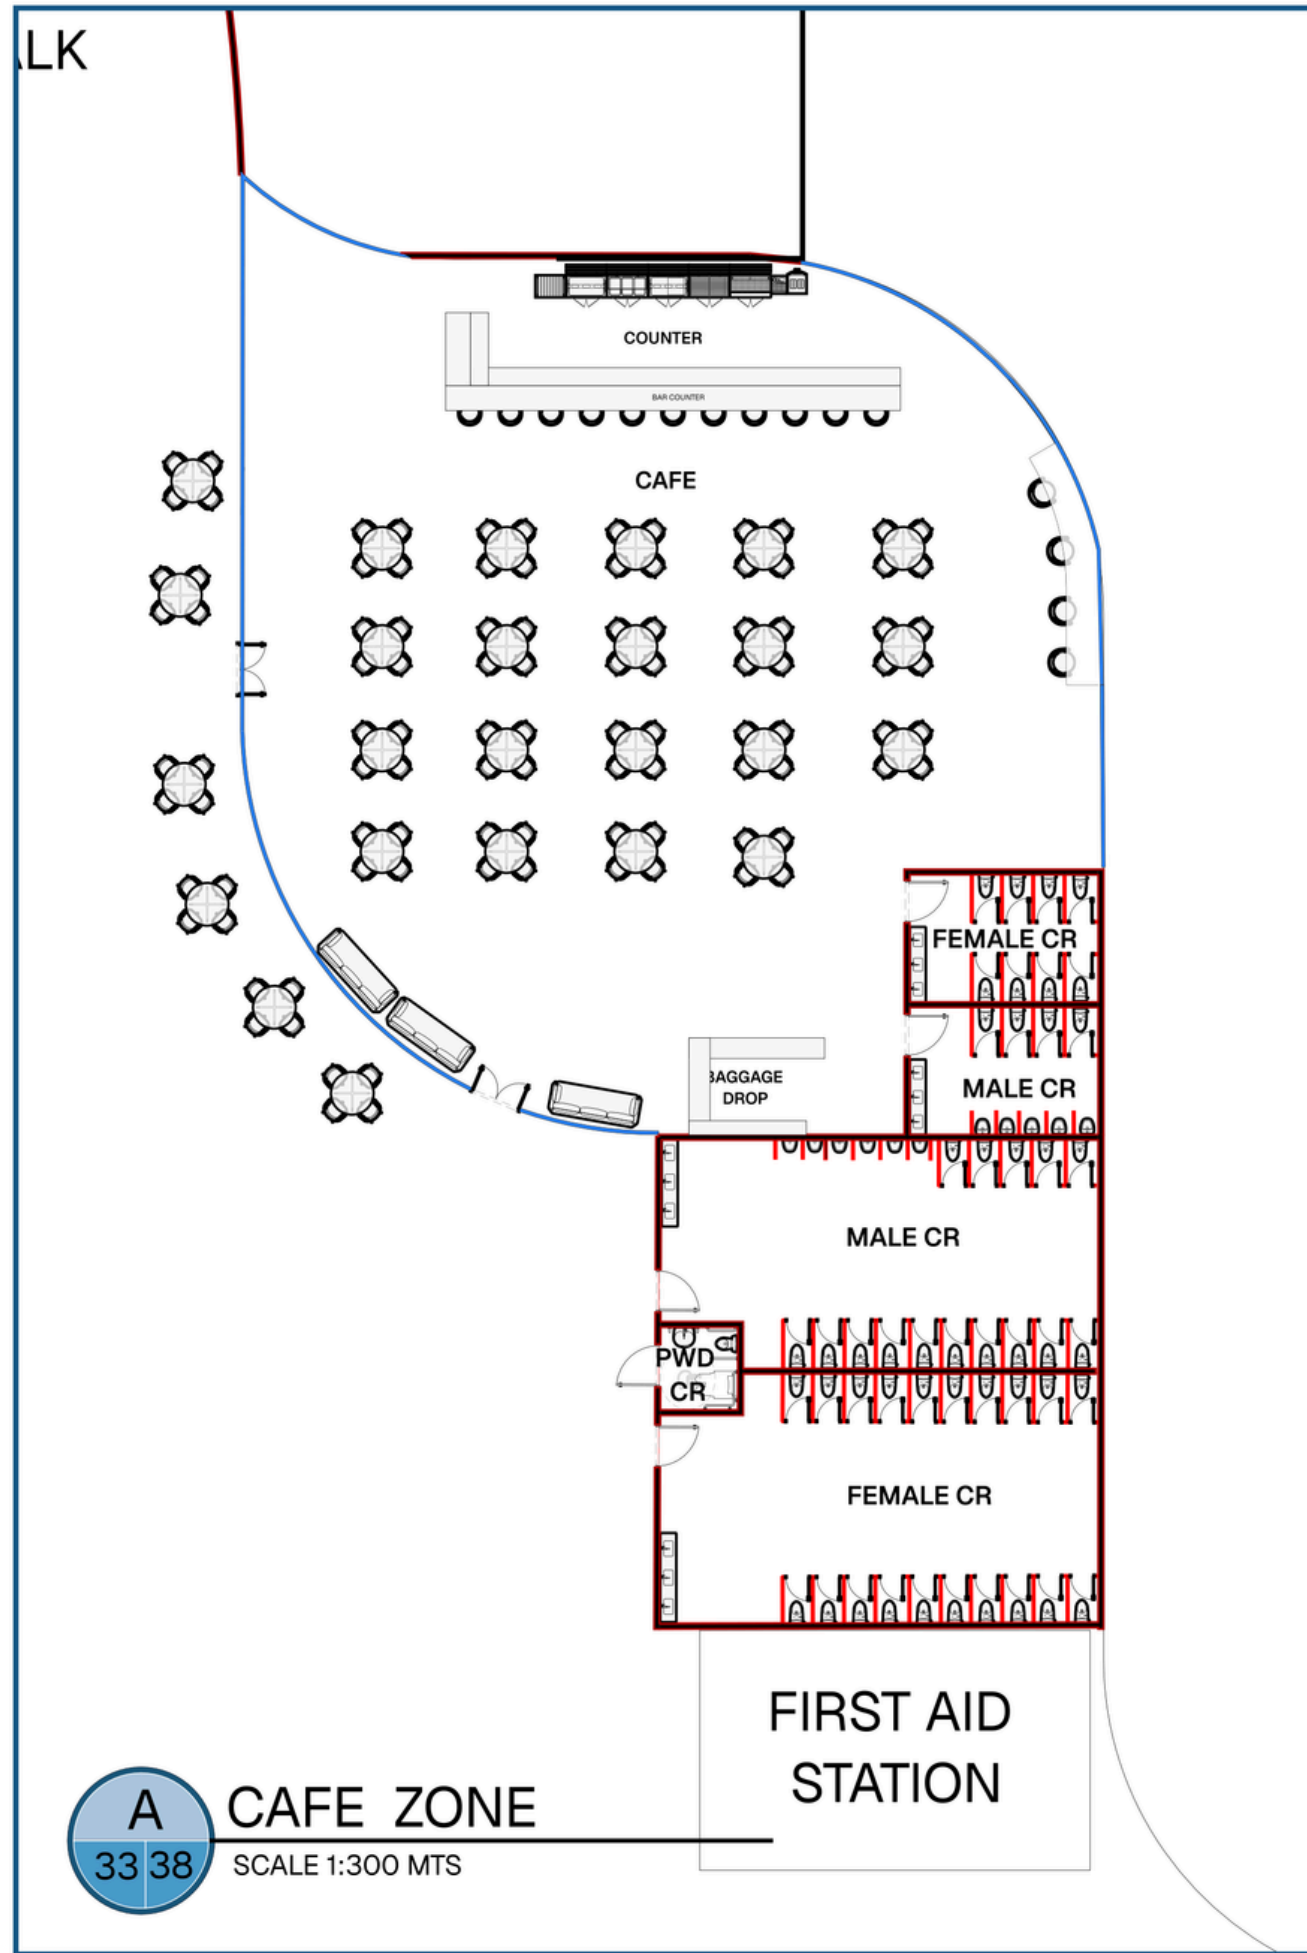 ALK
COUNTER
BAR COUNTER
CAFE
FEMALE CR
MALE CR
BAGGAGE
DROP
MALE CR
PWD
CR
FEMALE CR
FIRST AID
STATION
A
33 38
CAFE ZONE
SCALE 1:300 MTS